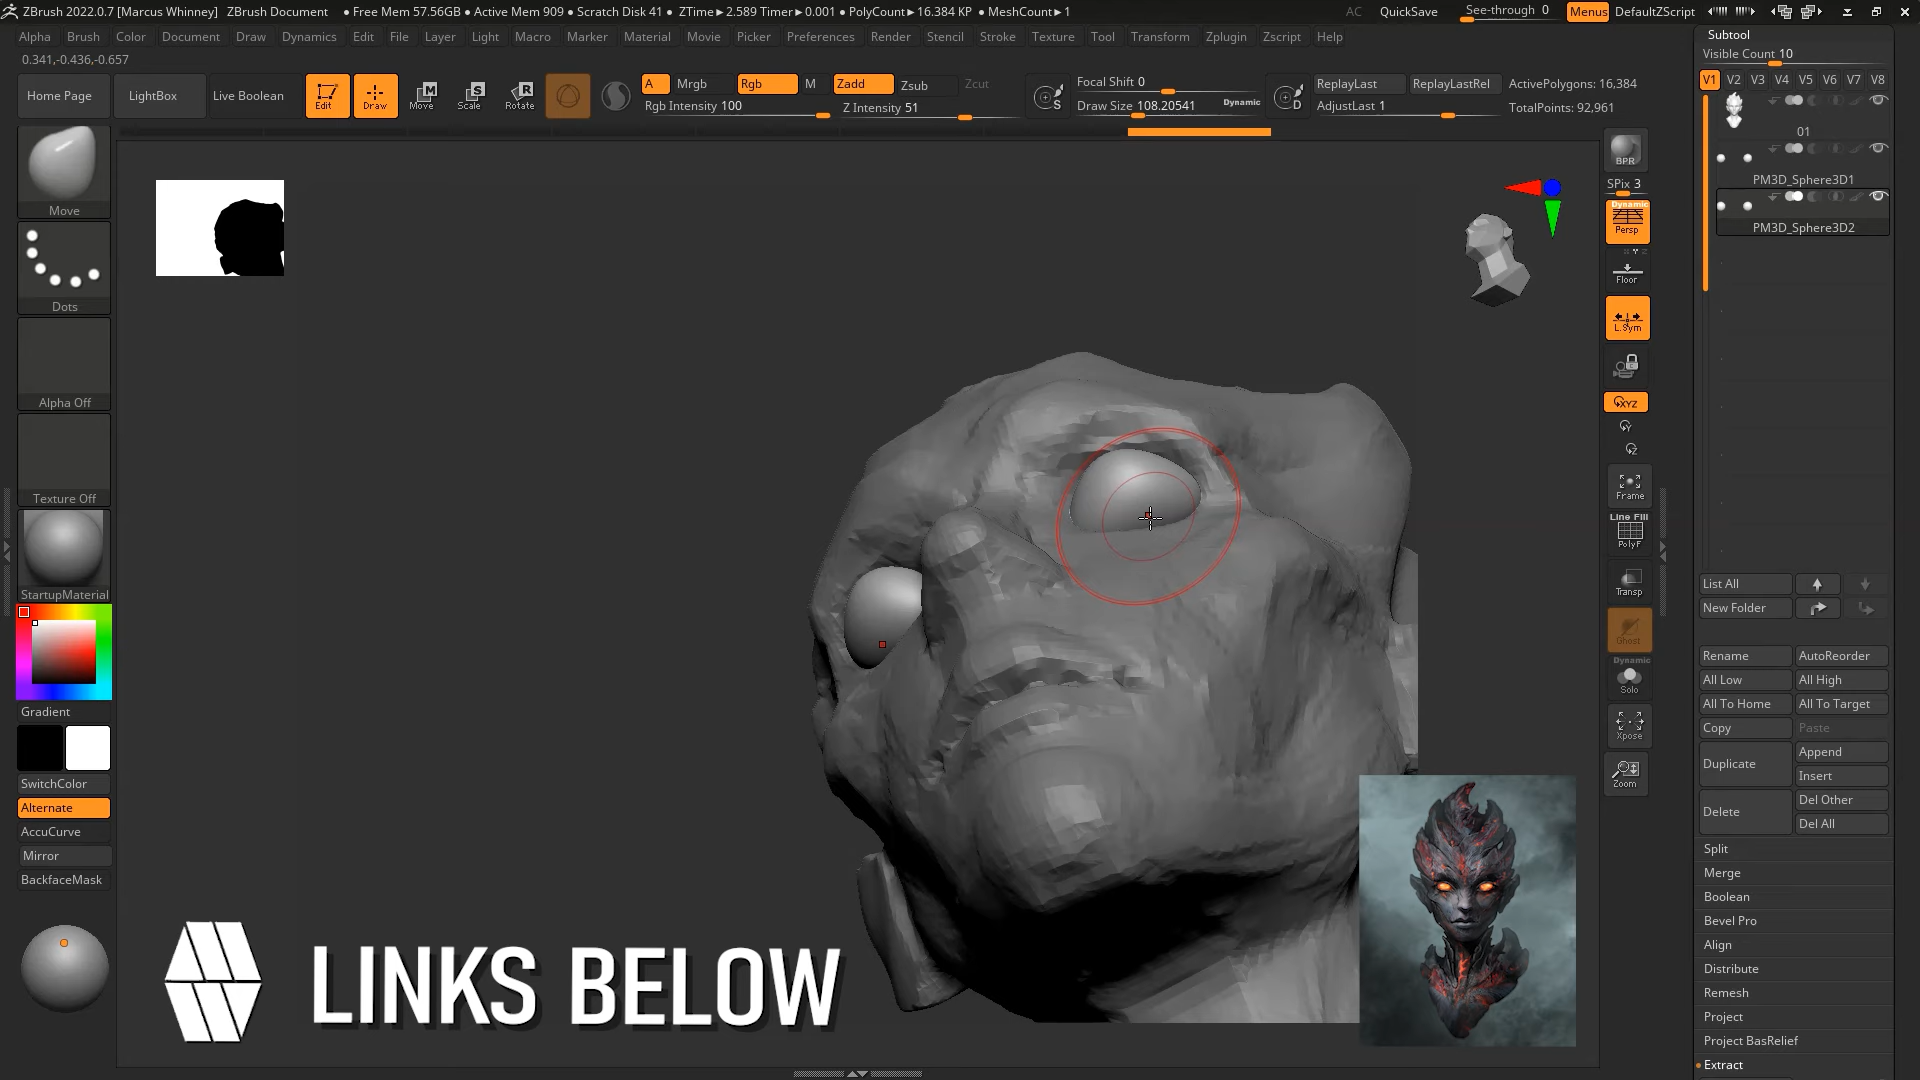 ZBrush 2022.0.7 [Marcus Whinney] ZBrush Document • Free Mem 57.56GB • Active Mem 909 • Scratch Disk 41 • ZTime►2.589 Timer►0.001 • PolyCount►16.384 KP • MeshCount►1 AC QuickSave See-through 0 Menus DefaultZScript
Alpha Brush Color Document Draw Dynamics Edit File Layer Light Macro Marker Material Movie Picker Preferences Render Stencil Stroke Texture Tool Transform Zplugin Zscript Help
0.341,-0.436,-0.657
Home Page LightBox Live Boolean Edit Draw Move Scale Rotate
A Mrgb Rgb M Zadd Zsub Zcut
Rgb Intensity 100 Z Intensity 51
Focal Shift 0
Draw Size 108.20541 Dynamic
ReplayLast ReplayLastRel
AdjustLast 1
ActivePolygons: 16,384
TotalPoints: 92,961
Move
Dots
Alpha Off
Texture Off
StartupMaterial
Gradient
SwitchColor
Alternate
AccuCurve
Mirror
BackfaceMask
LINKS BELOW
BPR
SPix 3
Dynamic
Persp
Floor
L.Sym
XYZ
Frame
Line Fill
PolyF
Transp
Ghost
Dynamic
Solo
Xpose
Zoom
Subtool
Visible Count 10
V1 V2 V3 V4 V5 V6 V7 V8
01
PM3D_Sphere3D1
PM3D_Sphere3D2
List All
New Folder
Rename AutoReorder
All Low All High
All To Home All To Target
Copy Paste
Duplicate Append
Insert
Delete Del Other
Del All
Split
Merge
Boolean
Bevel Pro
Align
Distribute
Remesh
Project
Project BasRelief
Extract